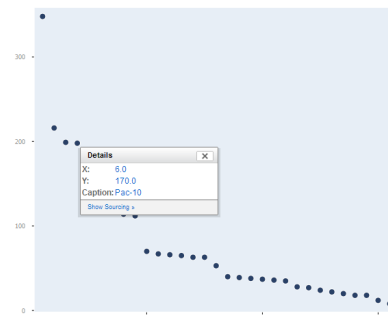 300
200
100
0
Details
X: 6.0
Y: 170.0
Caption: Pac-10
Show Sourcing »